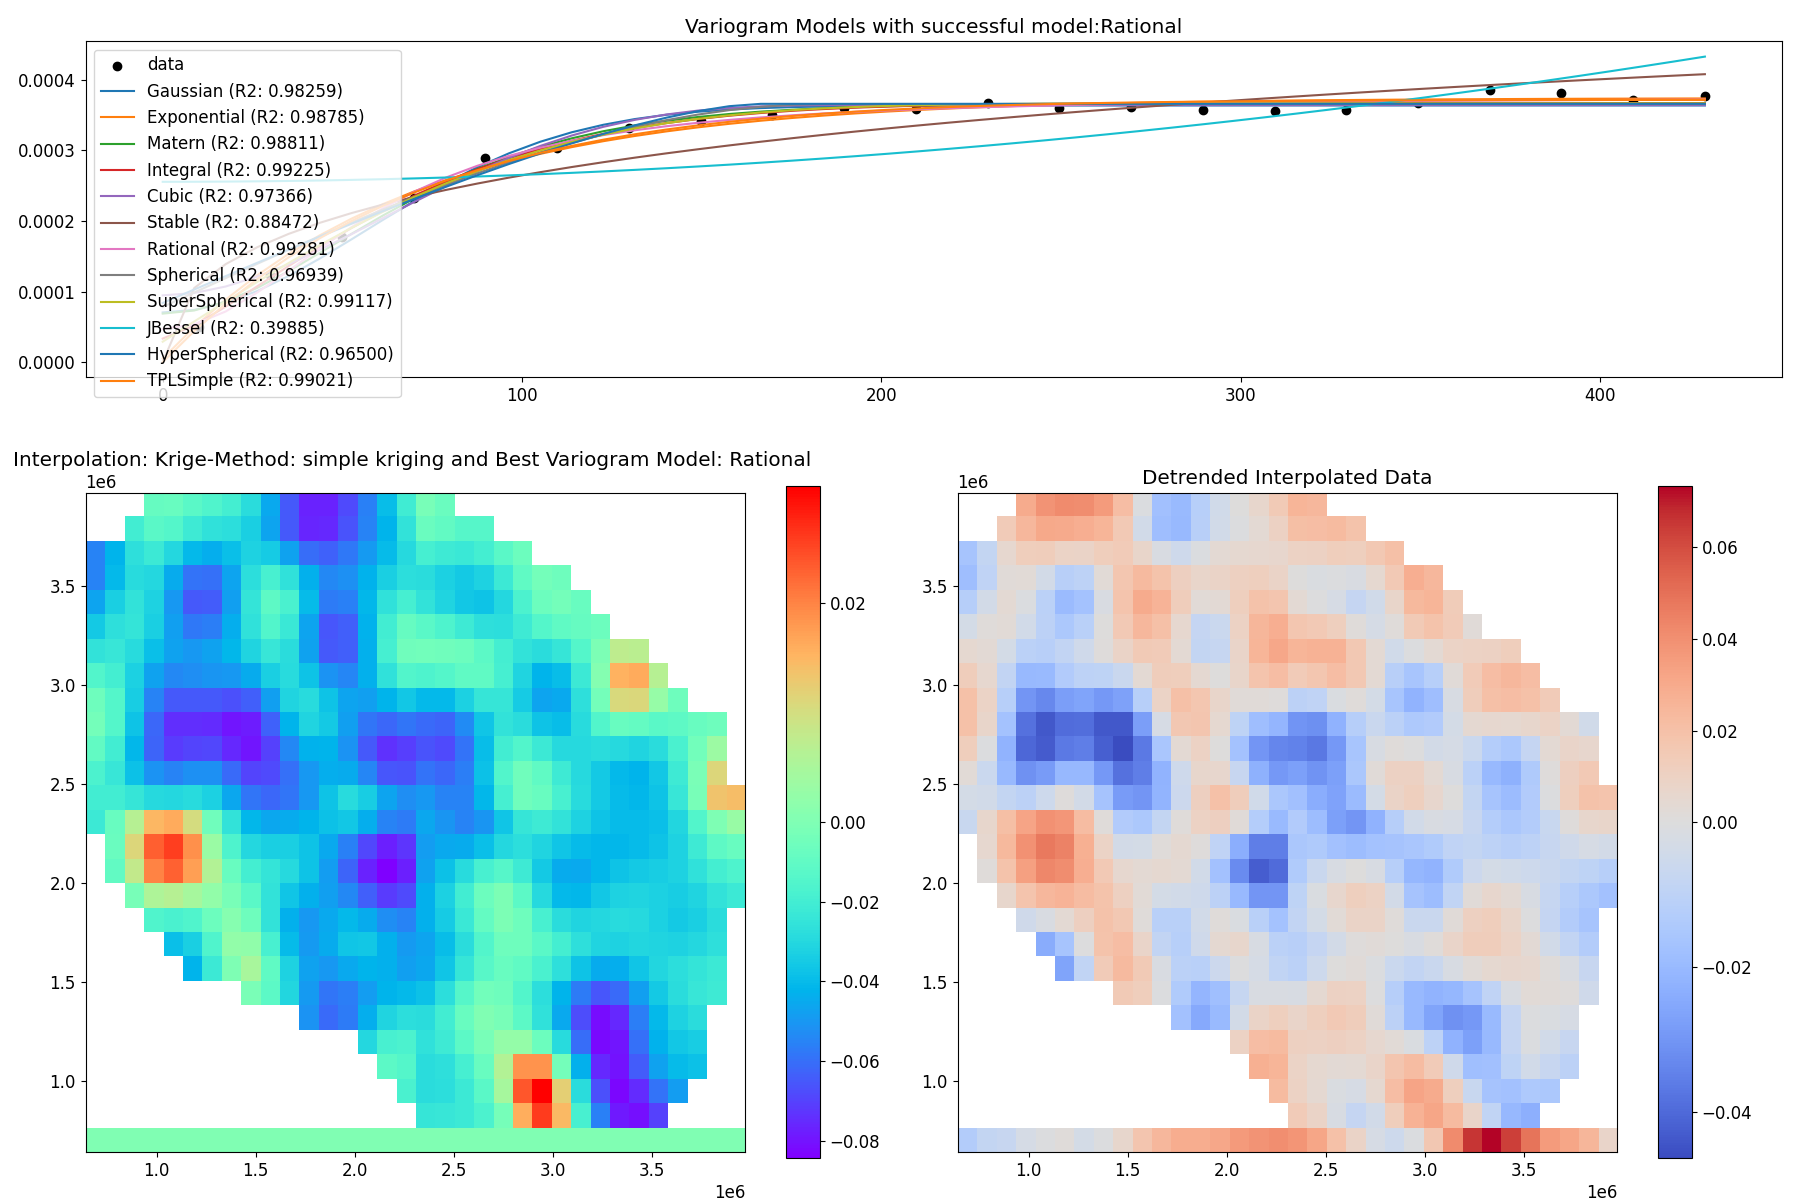 Variogram Models with successful model:Rational
data
Gaussian (R2: 0.98259)
Exponential (R2: 0.98785)
Matern (R2: 0.98811)
Integral (R2: 0.99225)
Cubic (R2: 0.97366)
Stable (R2: 0.88472)
Rational (R2: 0.99281)
Spherical (R2: 0.96939)
SuperSpherical (R2: 0.99117)
JBessel (R2: 0.39885)
HyperSpherical (R2: 0.96500)
TPLSimple (R2: 0.99021)
0.0004
0.0003
0.0002
0.0001
0.0000
0 100 200 300 400
Interpolation: Krige-Method: simple kriging and Best Variogram Model: Rational
1e6
3.5
3.0
2.5
2.0
1.5
1.0
1.0 1.5 2.0 2.5 3.0 3.5
1e6
0.02
0.00
−0.02
−0.04
−0.06
−0.08
Detrended Interpolated Data
1e6
3.5
3.0
2.5
2.0
1.5
1.0
1.0 1.5 2.0 2.5 3.0 3.5
1e6
0.06
0.04
0.02
0.00
−0.02
−0.04